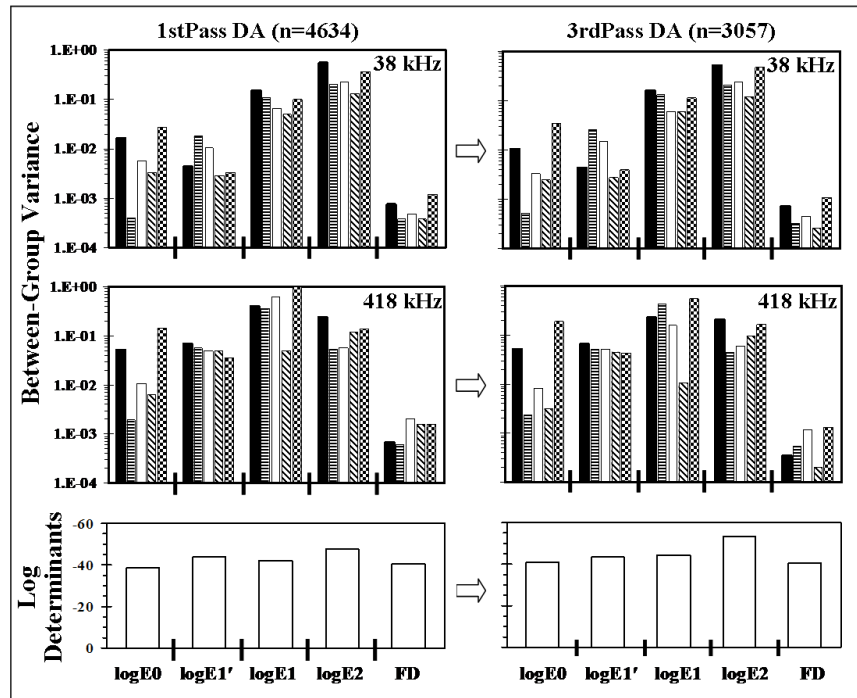 1stPass DA (n=4634)
3rdPass DA (n=3057)
Between-Group Variance
1.E+00
1.E-01
1.E-02
1.E-03
1.E-04
38 kHz
38 kHz
1.E+00
1.E-01
1.E-02
1.E-03
1.E-04
418 kHz
418 kHz
Log
Determinants
-60
-40
-20
0
logE0 logE1′ logE1 logE2 FD
logE0 logE1′ logE1 logE2 FD